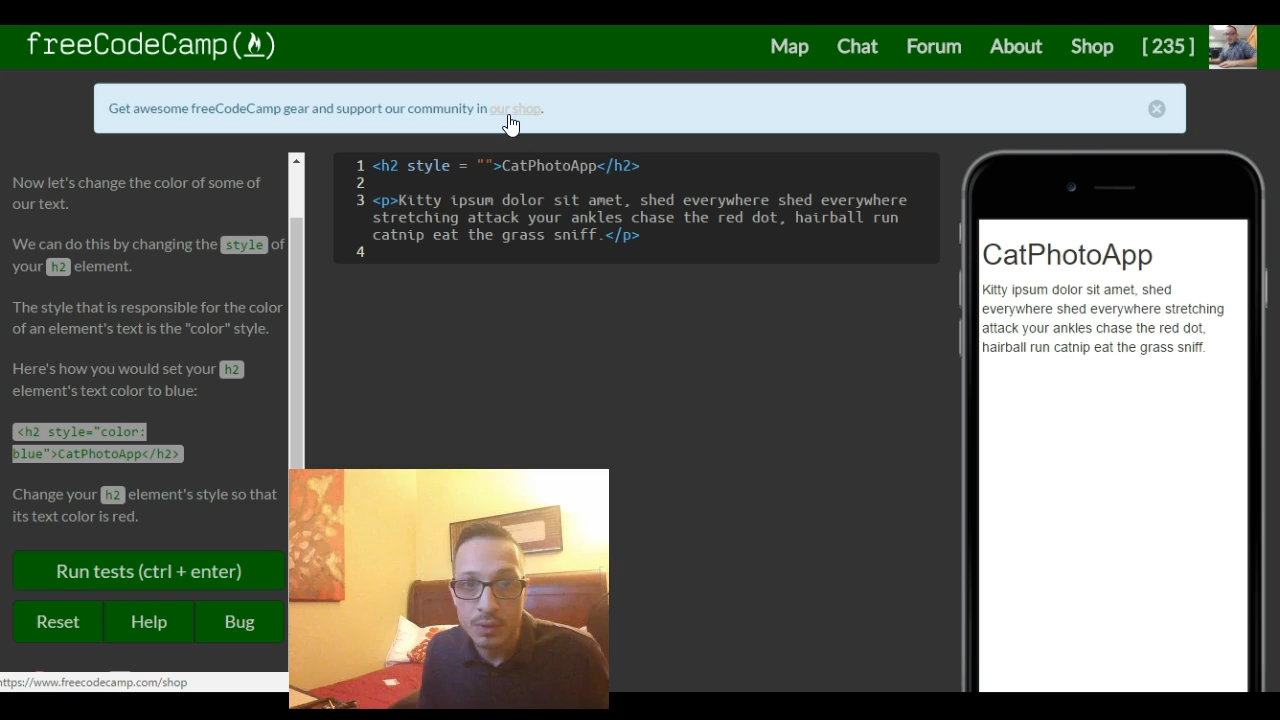 freeCodeCamp
Map Chat Forum About Shop [ 235 ]
Get awesome freeCodeCamp gear and support our community in our shop.
Now let's change the color of some of
our text.
We can do this by changing the style of
your h2 element.
The style that is responsible for the color
of an element's text is the "color" style.
Here's how you would set your h2
element's text color to blue:
<h2 style="color:
blue">CatPhotoApp</h2>
Change your h2 element's style so that
its text color is red.
Run tests (ctrl + enter)
Reset Help Bug
https://www.freecodecamp.com/shop
1 <h2 style = "">CatPhotoApp</h2>
2
3 <p>Kitty ipsum dolor sit amet, shed everywhere shed everywhere
stretching attack your ankles chase the red dot, hairball run
catnip eat the grass sniff.</p>
4
CatPhotoApp
Kitty ipsum dolor sit amet, shed
everywhere shed everywhere stretching
attack your ankles chase the red dot,
hairball run catnip eat the grass sniff.